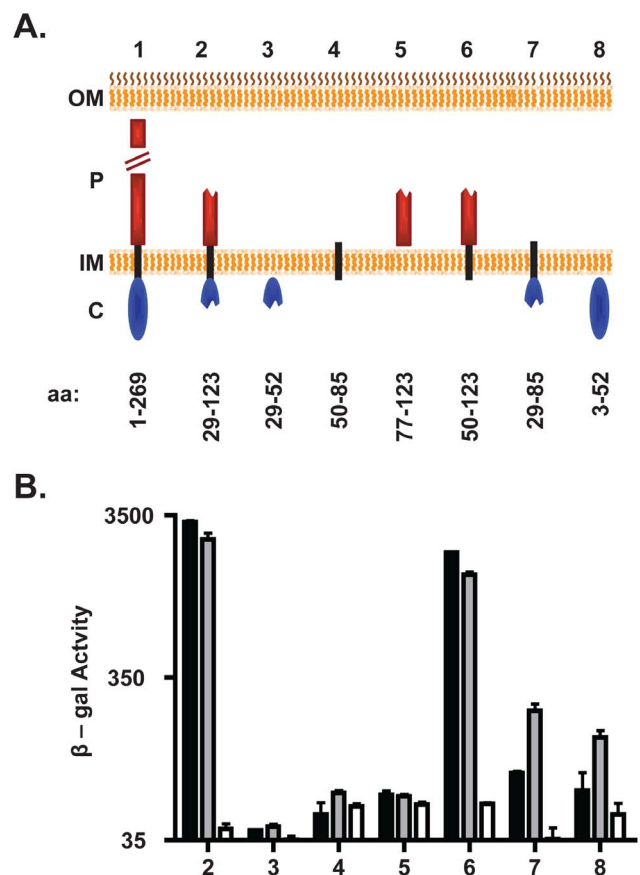 A.
1 2 3 4 5 6 7 8
OM
P
IM
C
aa: 1-269 29-123 29-52 50-85 77-123 50-123 29-85 3-52
B.
3500
350
35
β – gal Actvity
2 3 4 5 6 7 8